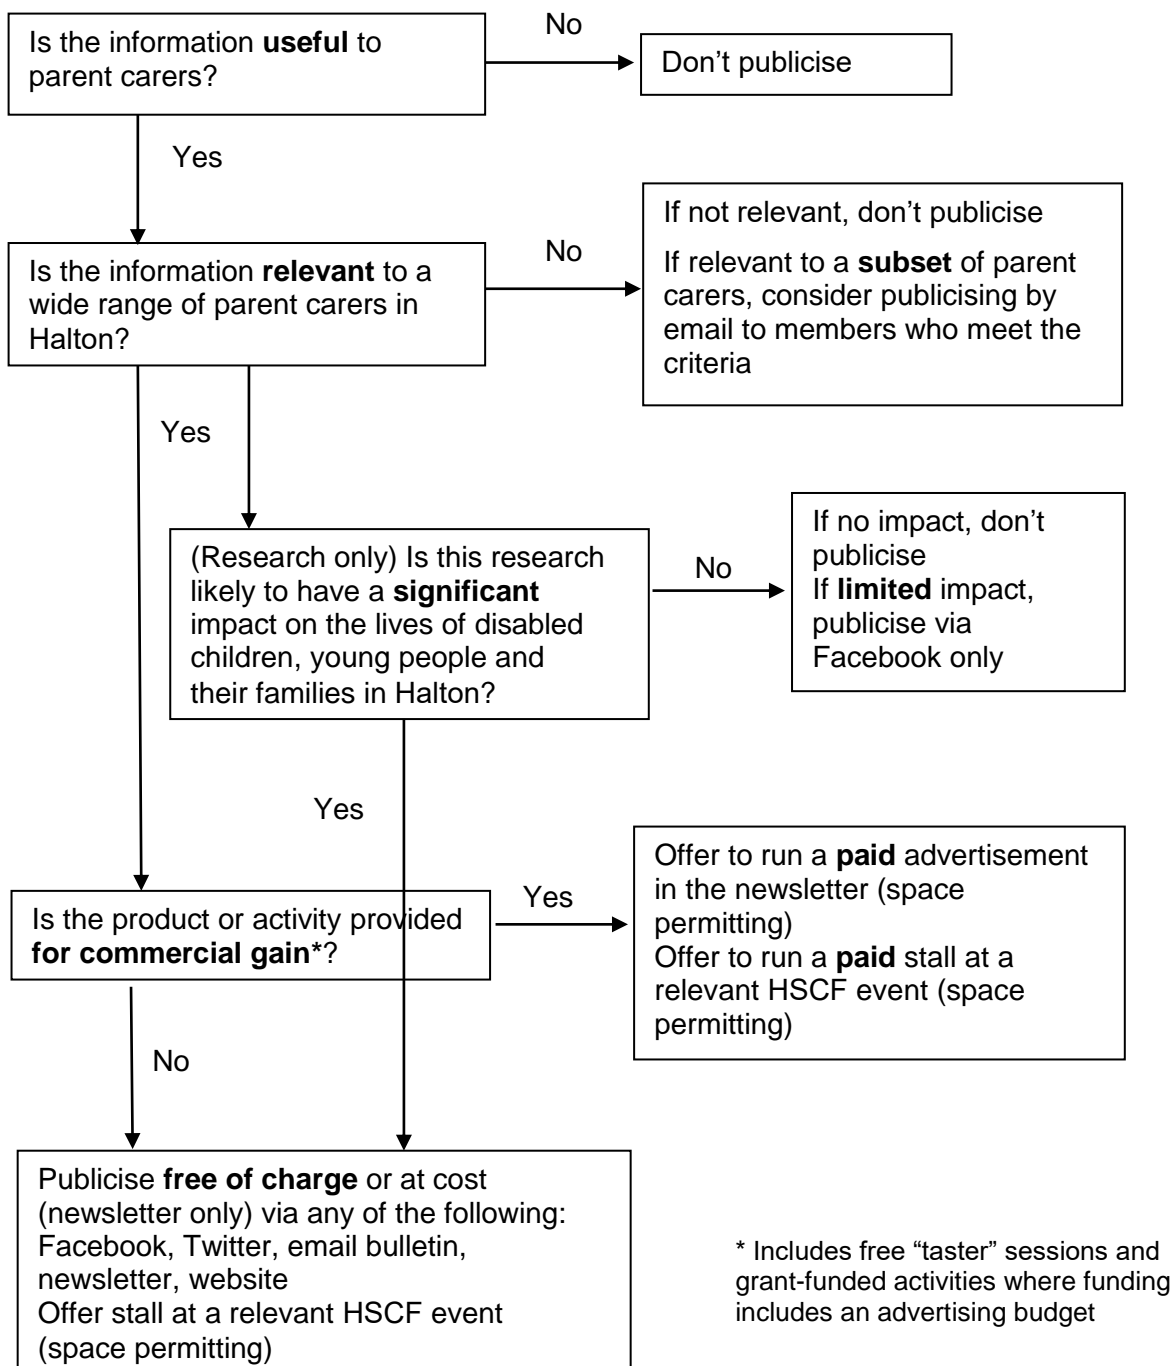 Is the information useful to
parent carers?
No
Don’t publicise
Yes
Is the information relevant to a
wide range of parent carers in
Halton?
No
If not relevant, don’t publicise
If relevant to a subset of parent
carers, consider publicising by
email to members who meet the
criteria
Yes
(Research only) Is this research
likely to have a significant
impact on the lives of disabled
children, young people and
their families in Halton?
No
If no impact, don’t
publicise
If limited impact,
publicise via
Facebook only
Yes
Is the product or activity provided
for commercial gain*?
Yes
Offer to run a paid advertisement
in the newsletter (space
permitting)
Offer to run a paid stall at a
relevant HSCF event (space
permitting)
No
Publicise free of charge or at cost
(newsletter only) via any of the following:
Facebook, Twitter, email bulletin,
newsletter, website
Offer stall at a relevant HSCF event
(space permitting)
* Includes free “taster” sessions and
grant-funded activities where funding
includes an advertising budget